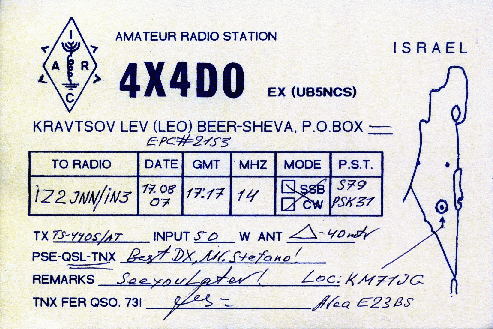 I
A R
C
AMATEUR RADIO STATION
ISRAEL
4X4DO EX (UB5NCS)
KRAVTSOV LEV (LEO) BEER-SHEVA, P.O.BOX
EPC#2153
TO RADIO DATE GMT MHZ MODE P.S.T.
IZ2JNN/IN3 17.08 07 17.17 14 SSB CW 579 PSK31
TX TS-440S/AT INPUT 50 W ANT △-40mtr
PSE-QSL-TNX Best DX, Mr. Stefano!
REMARKS See you Later! Loc: KM71JG
TNX FER QSO. 73! Area E23BS